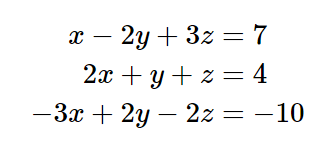 x − 2y + 3z = 7
2x + y + z = 4
−3x + 2y − 2z = −10